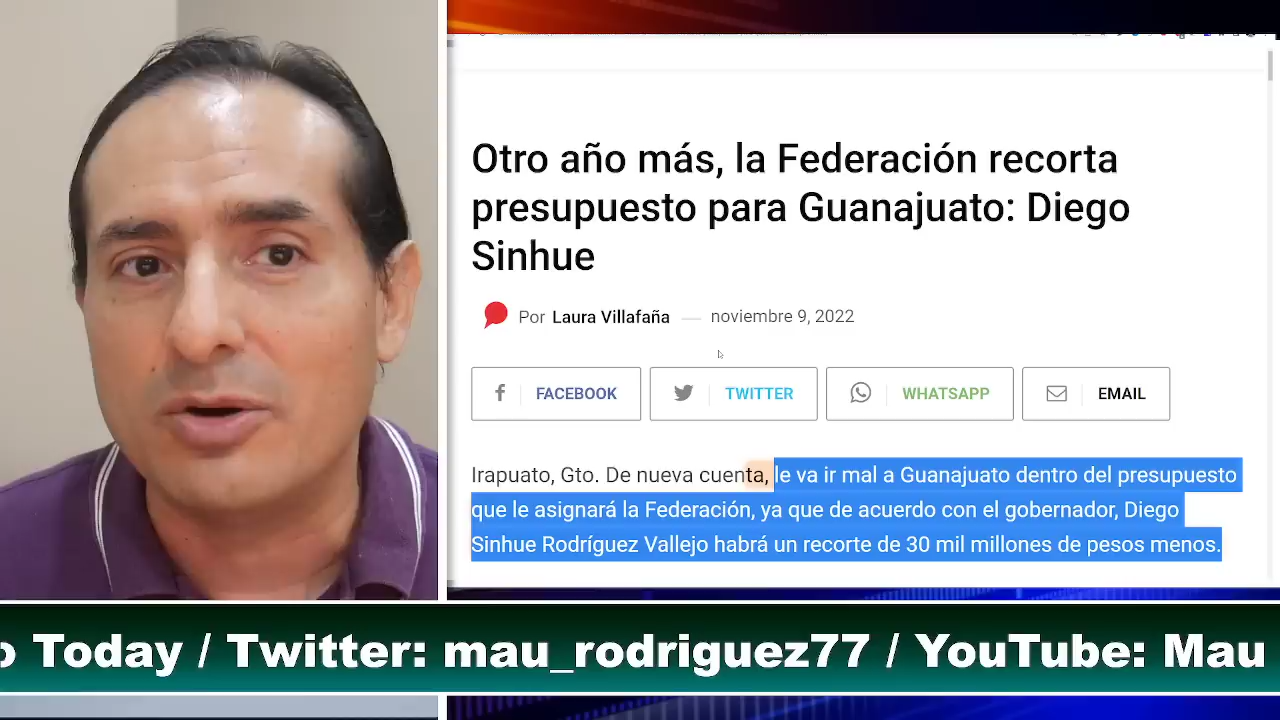 Otro año más, la Federación recorta
presupuesto para Guanajuato: Diego
Sinhue
Por Laura Villafaña — noviembre 9, 2022
FACEBOOK
TWITTER
WHATSAPP
EMAIL
Irapuato, Gto. De nueva cuenta, le va ir mal a Guanajuato dentro del presupuesto
que le asignará la Federación, ya que de acuerdo con el gobernador, Diego
Sinhue Rodríguez Vallejo habrá un recorte de 30 mil millones de pesos menos.
o Today / Twitter: mau_rodriguez77 / YouTube: Mau